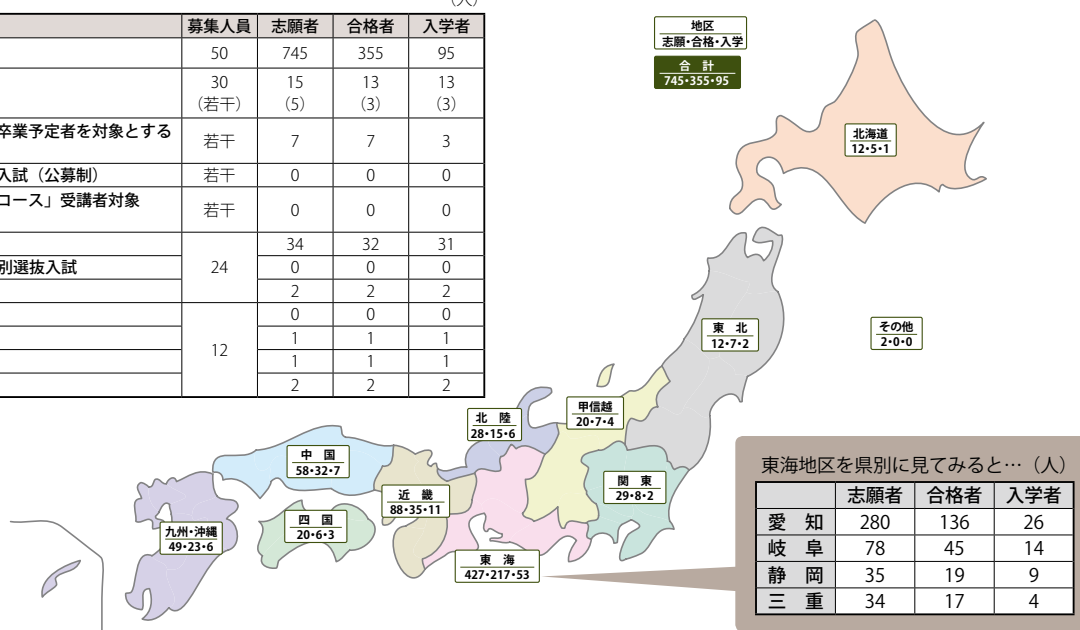 （人）
募集人員 志願者 合格者 入学者
50 745 355 95
30 15 13 13
（若干） （5） （3） （3）
卒業予定者を対象とする
若干 7 7 3
入試（公募制） 若干 0 0 0
コース」受講者対象
若干 0 0 0
34 32 31
別選抜入試 24 0 0 0
2 2 2
0 0 0
12 1 1 1
1 1 1
2 2 2
地区
志願・合格・入学
合　計
745・355・95
北海道
12・5・1
東　北
12・7・2
その他
2・0・0
甲信越
20・7・4
北　陸
28・15・6
中　国
58・32・7
関　東
29・8・2
近　畿
88・35・11
四　国
20・6・3
九州・沖縄
49・23・6
東　海
427・217・53
東海地区を県別に見てみると…（人）
志願者 合格者 入学者
愛　知 280 136 26
岐　阜 78 45 14
静　岡 35 19 9
三　重 34 17 4